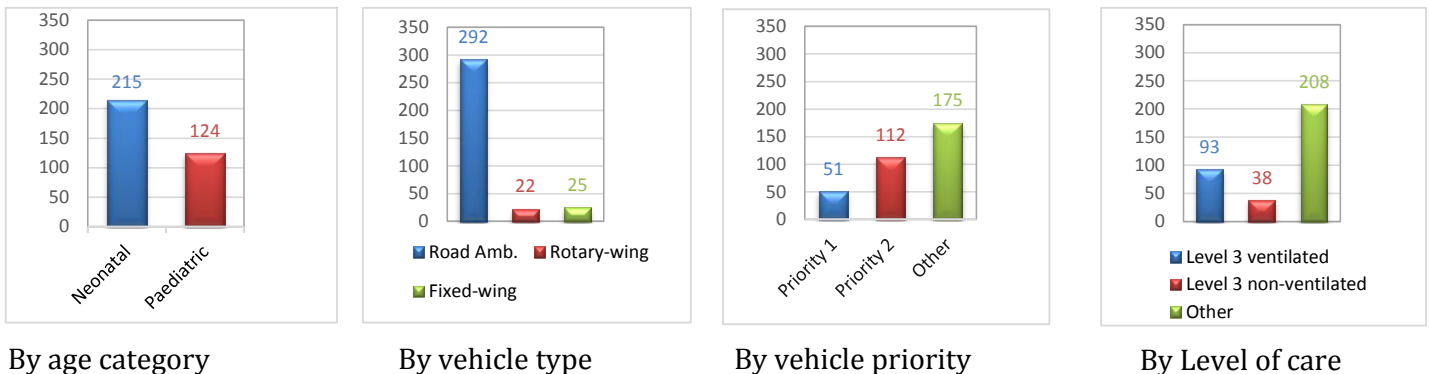 350
300
250
200
150
100
50
0
215
124
Neonatal
Paediatric
By age category
350
300
250
200
150
100
50
0
292
22
25
Road Amb.
Rotary-wing
Fixed-wing
By vehicle type
350
300
250
200
150
100
50
0
51
112
175
Priority 1
Priority 2
Other
By vehicle priority
350
300
250
200
150
100
50
0
93
38
208
Level 3 ventilated
Level 3 non-ventilated
Other
By Level of care